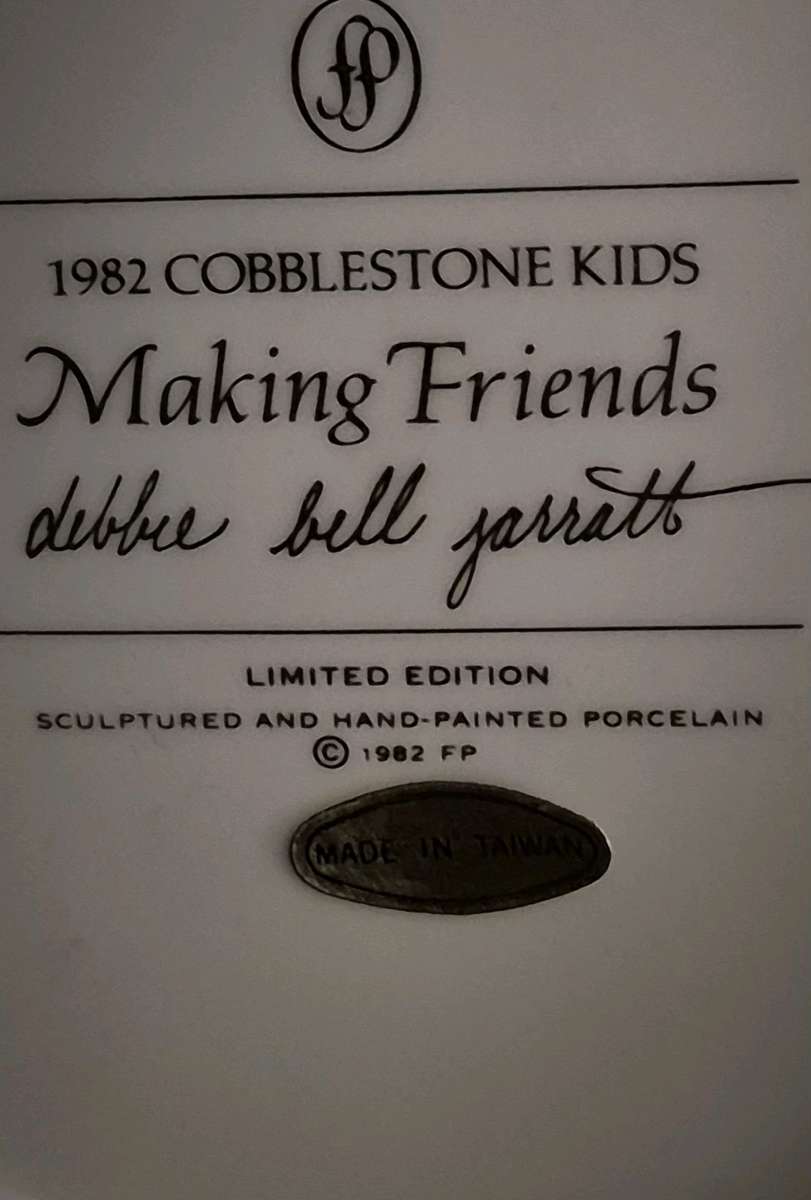 fp
1982 COBBLESTONE KIDS
Making Friends
debbie bell jarratt
LIMITED EDITION
SCULPTURED AND HAND-PAINTED PORCELAIN
© 1982 FP
MADE IN TAIWAN